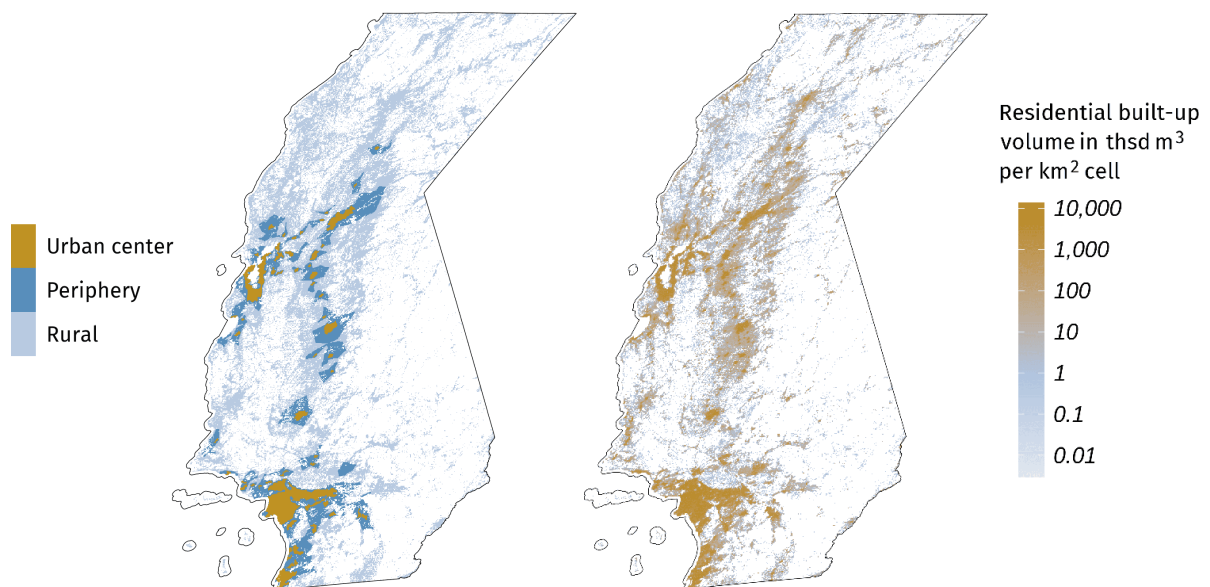 Urban center
Periphery
Rural
Residential built-up
volume in thsd m³
per km² cell
10,000
1,000
100
10
1
0.1
0.01